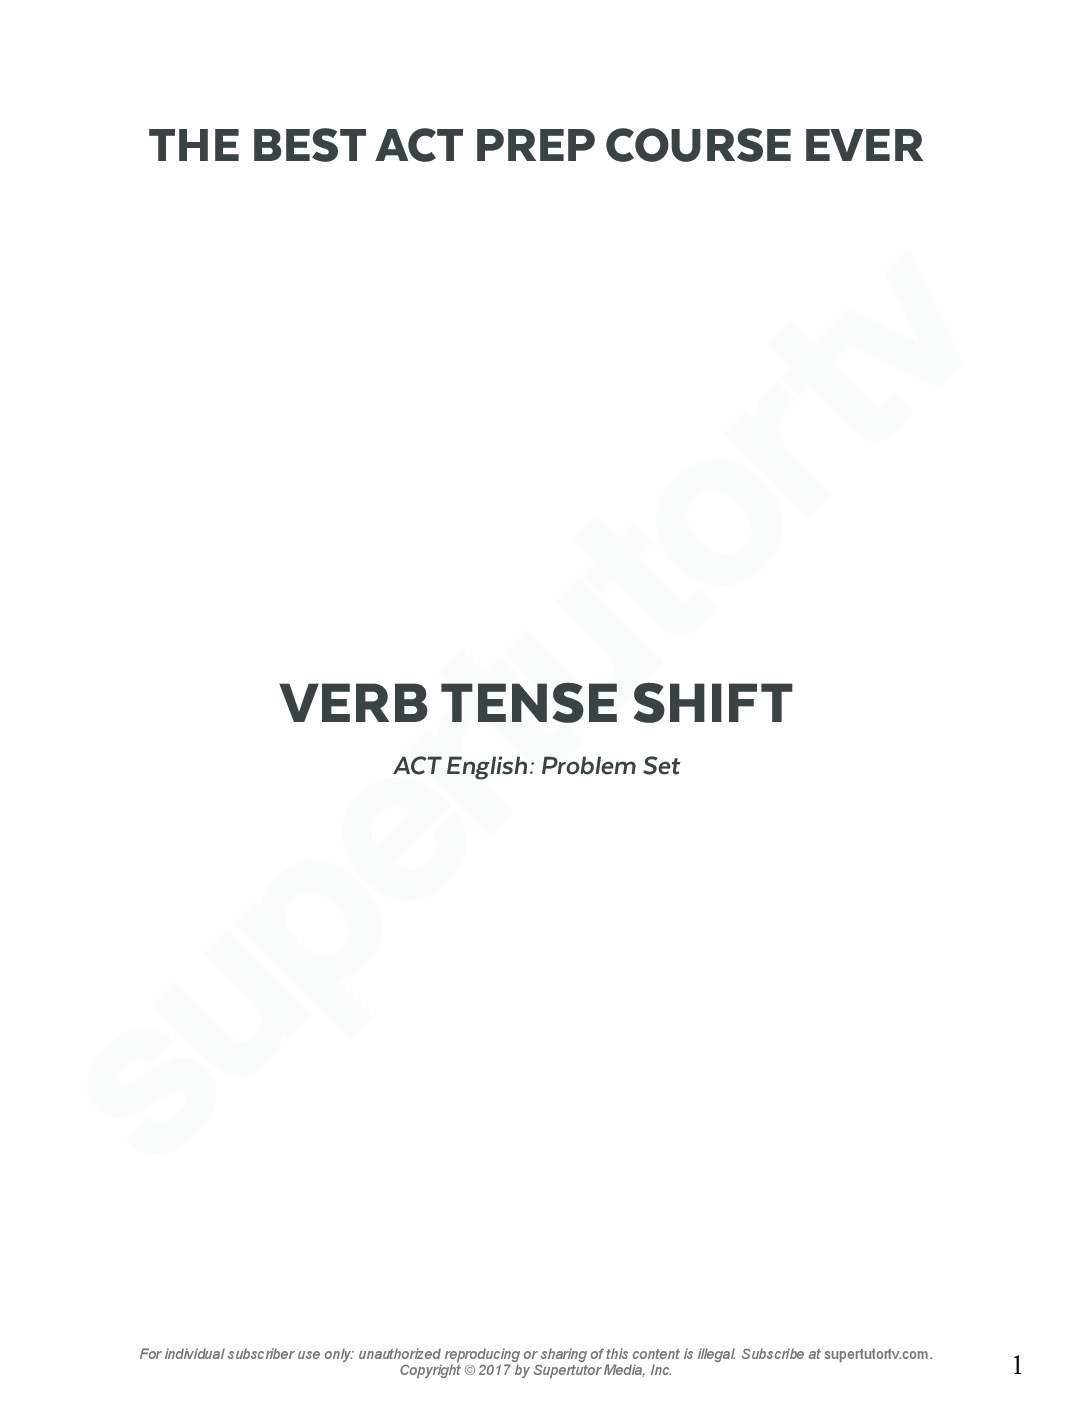 THE BEST ACT PREP COURSE EVER
supertutortv
VERB TENSE SHIFT
ACT English: Problem Set
For individual subscriber use only: unauthorized reproducing or sharing of this content is illegal. Subscribe at supertutortv.com.
Copyright © 2017 by Supertutor Media, Inc.
1